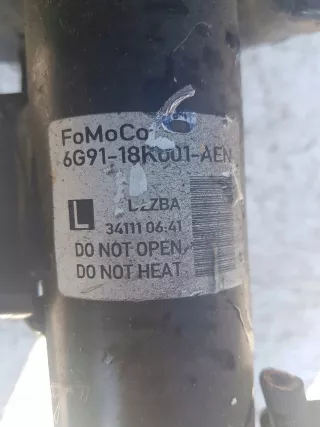 FoMoCo
6G91-18K001-AEN
L
34111 06:41
DO NOT OPEN
DO NOT HEAT